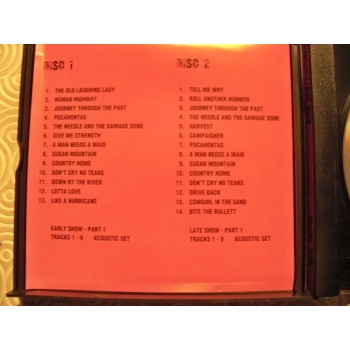 DISC 1
1. THE OLD LAUGHING LADY
2. HUMAN HIGHWAY
3. JOURNEY THROUGH THE PAST
4. POCAHONTAS
5. THE NEEDLE AND THE DAMAGE DONE
6. GIVE ME STRENGTH
7. A MAN NEEDS A MAID
8. SUGAR MOUNTAIN
9. COUNTRY HOME
10. DON'T CRY NO TEARS
11. DOWN BY THE RIVER
12. LOTTA LOVE
13. LIKE A HURRICANE
EARLY SHOW - PART 1
TRACKS 1 - 8 ACOUSTIC SET
DISC 2
1. TELL ME WHY
2. ROLL ANOTHER NUMBER
3. JOURNEY THROUGH THE PAST
4. THE NEEDLE AND THE DAMAGE DONE
5. HARVEST
6. CAMPAIGNER
7. POCAHONTAS
8. A MAN NEEDS A MAID
9. SUGAR MOUNTAIN
10. COUNTRY HOME
11. DON'T CRY NO TEARS
12. DRIVE BACK
13. COWGIRL IN THE SAND
14. BITE THE BULLETT
LATE SHOW - PART 1
TRACKS 1 - 9 ACOUSTIC SET